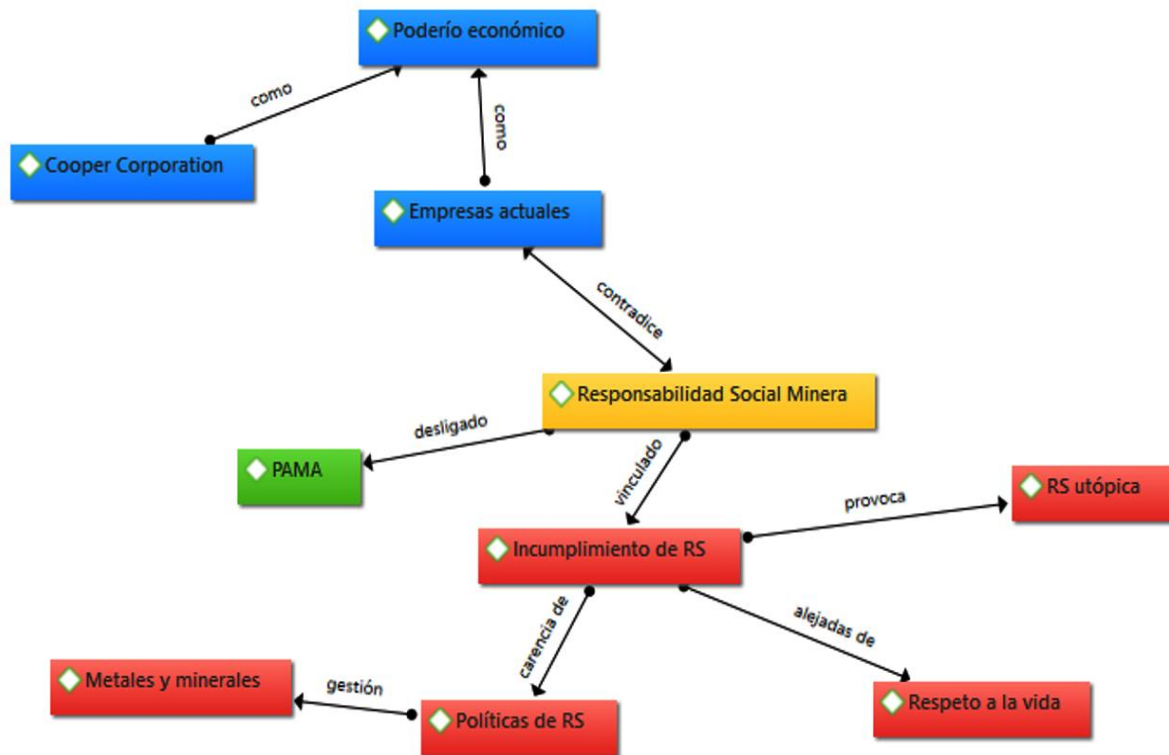 Poderío económico
como
como
Cooper Corporation
Empresas actuales
contradice
Responsabilidad Social Minera
desligado
PAMA
vinculado
RS utópica
provoca
Incumplimiento de RS
carencia de
alejadas de
Metales y minerales
gestión
Políticas de RS
Respeto a la vida